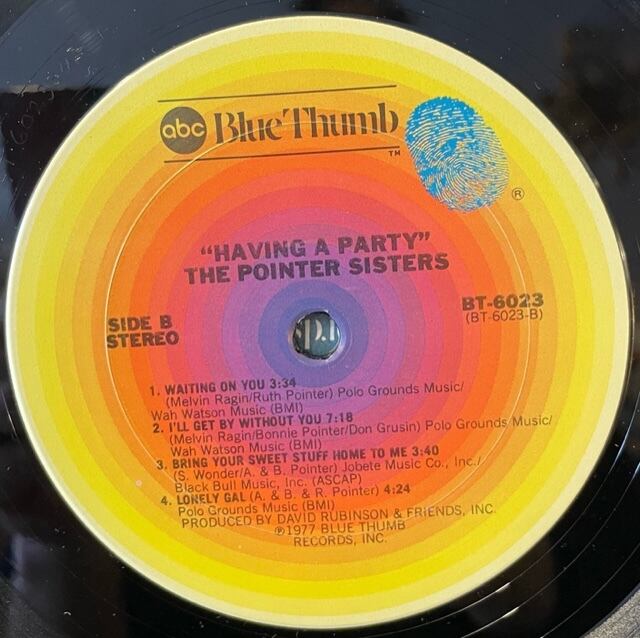 abc Blue Thumb
TM
®
"HAVING A PARTY"
THE POINTER SISTERS
SIDE B
STEREO
BT-6023
(BT-6023-B)
1. WAITING ON YOU 3:34
(Melvin Ragin/Ruth Pointer) Polo Grounds Music/
Wah Watson Music (BMI)
2. I'LL GET BY WITHOUT YOU 7:18
(Melvin Ragin/Bonnie Pointer/Don Grusin) Polo Grounds Music/
Wah Watson Music (BMI)
3. BRING YOUR SWEET STUFF HOME TO ME 3:40
(S. Wonder/A. & B. Pointer) Jobete Music Co., Inc./
Black Bull Music, Inc. (ASCAP)
4. LONELY GAL (A. & B. & R. Pointer) 4:24
Polo Grounds Music (BMI)
PRODUCED BY DAVID RUBINSON & FRIENDS, INC.
℗1977 BLUE THUMB
RECORDS, INC.